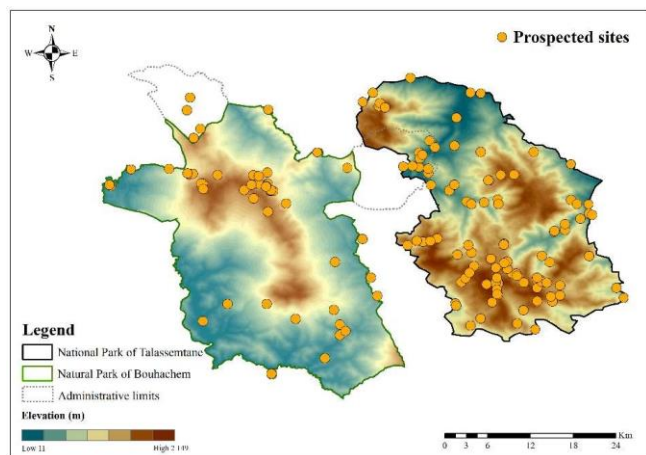 N
W E
S
Prospected sites
Legend
National Park of Talassemtane
Natural Park of Bouhachem
Administrative limits
Elevation (m)
Low 11 High 2 149
Km
0 3 6 12 18 24